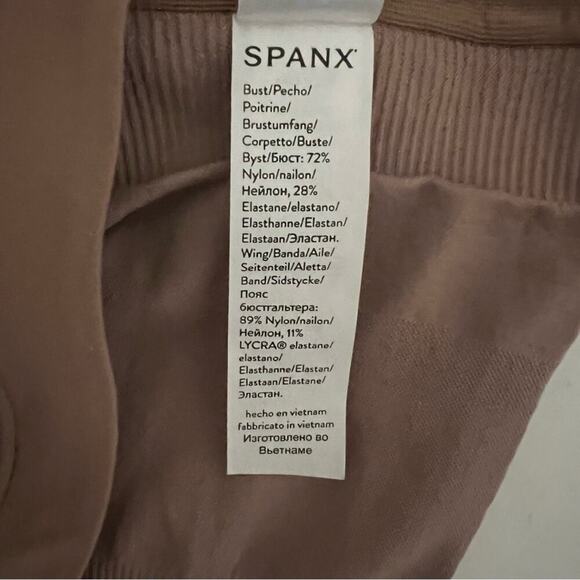 SPANX
Bust/Pecho/
Poitrine/
Brustumfang/
Corpetto/Buste/
Byst/Бюст: 72%
Nylon/nailon/
Нейлон, 28%
Elastane/elastano/
Elasthanne/Elastan/
Elastaan/Эластан.
Wing/Banda/Aile/
Seitenteil/Aletta/
Band/Sidstycke/
Пояс
бюстгальтера:
89% Nylon/nailon/
Нейлон, 11%
LYCRA® elastane/
elastano/
Elasthanne/Elastan/
Elastaan/Elastane/
Эластан.
hecho en vietnam
fabbricato in vietnam
Изготовлено во
Вьетнаме